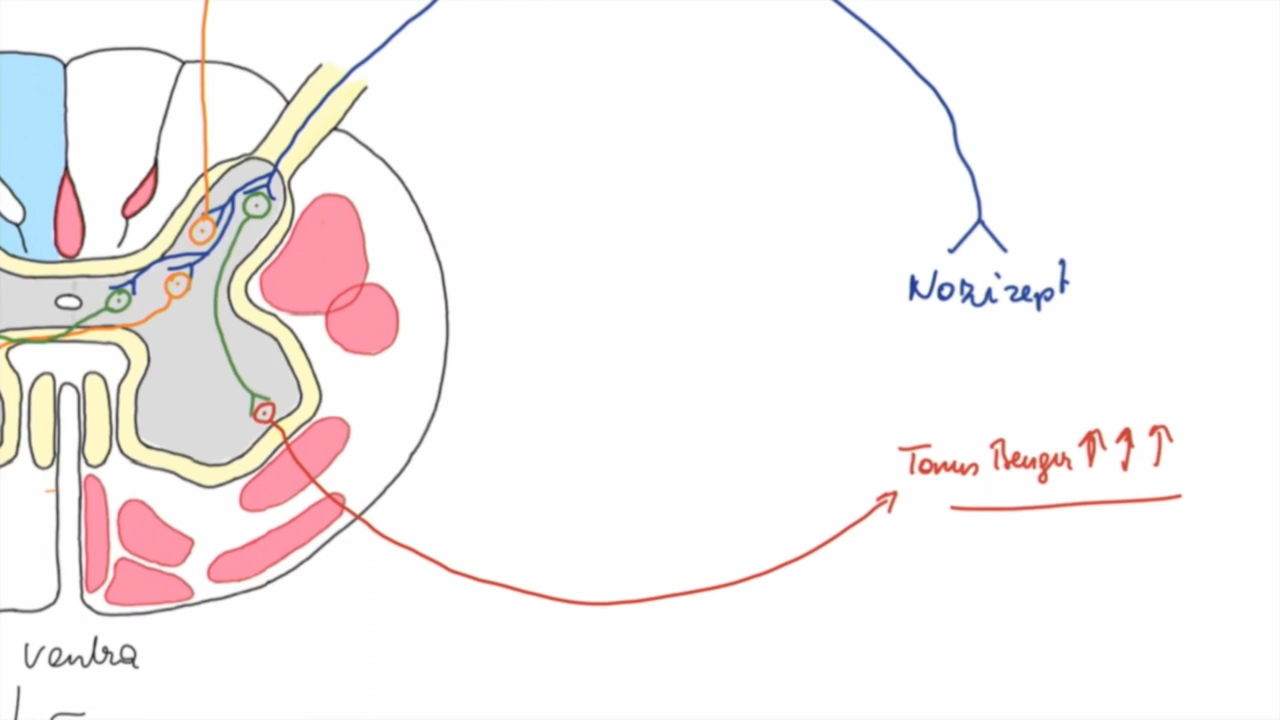 Nozizept
Tonus Beuger ↑ ↑ ↑
ventra